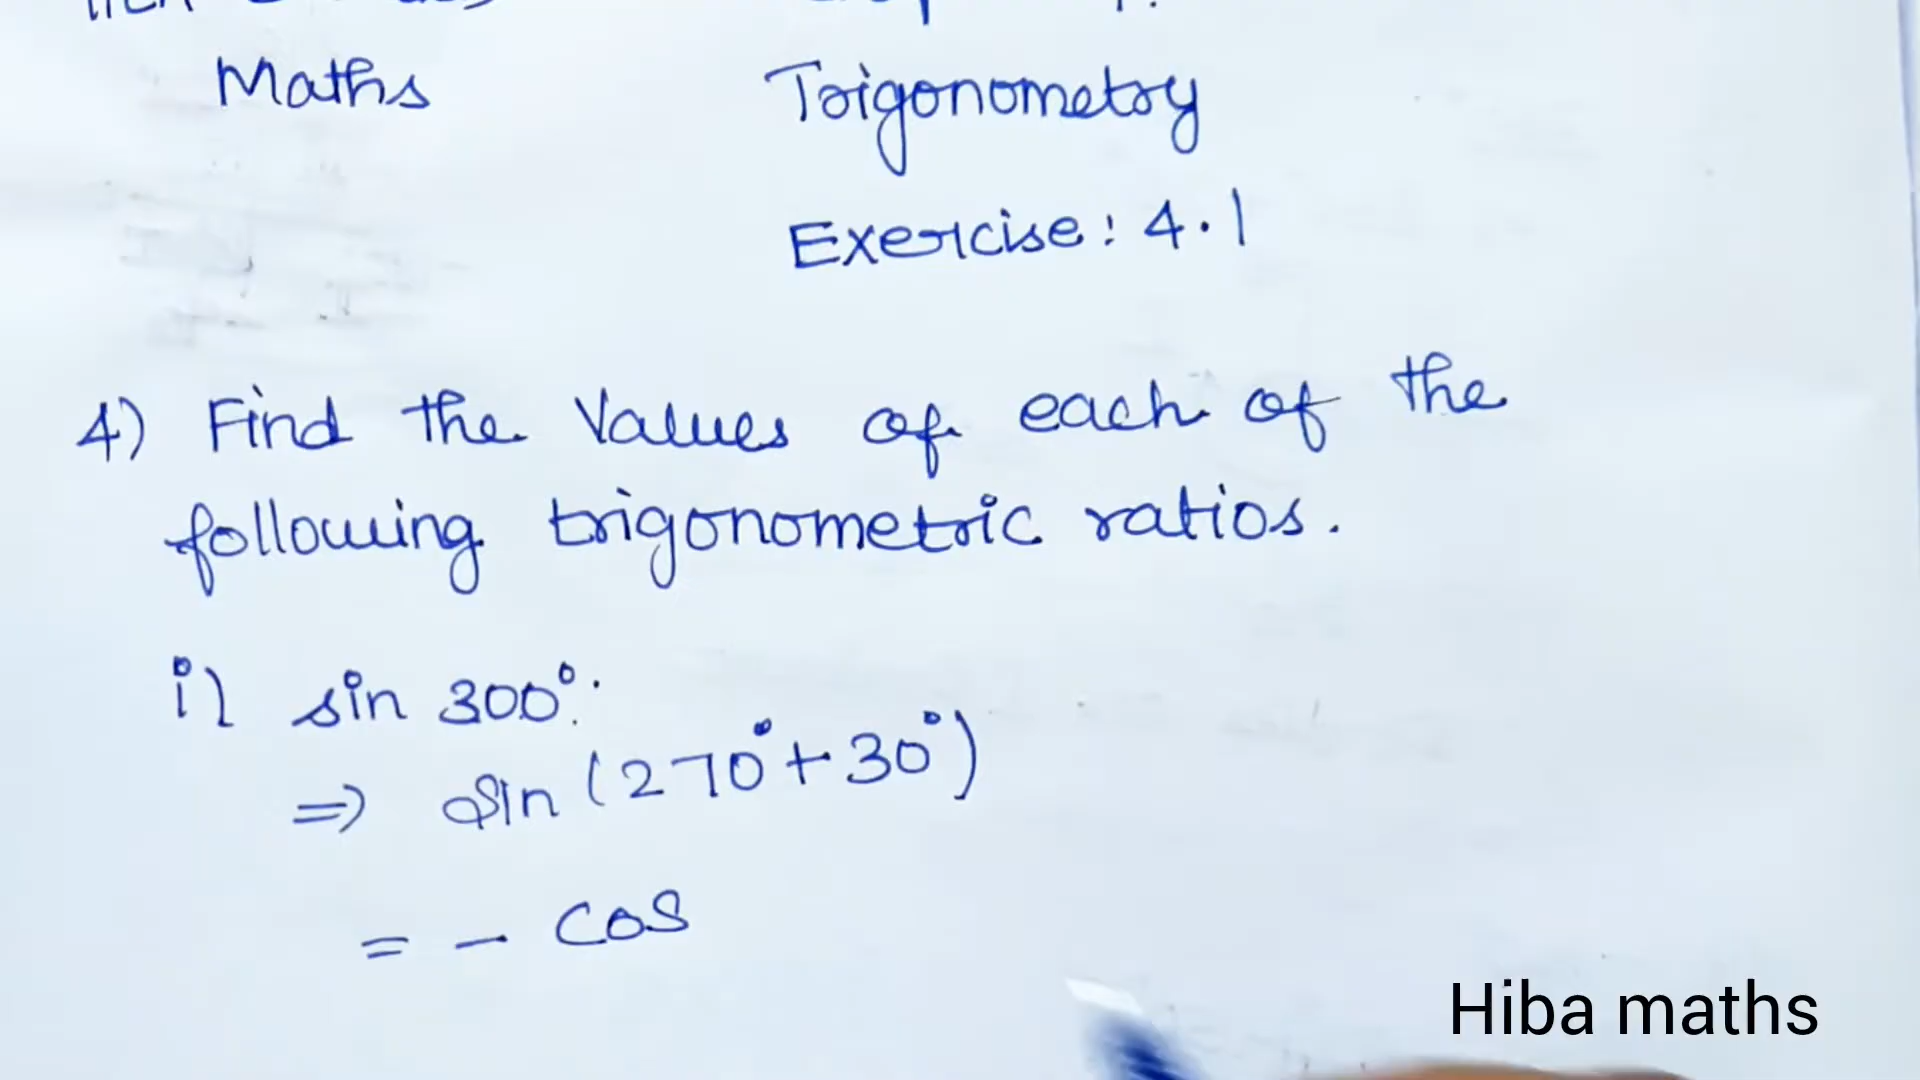 Maths Trigonometry
Exercise: 4.1
4) Find the Values of each of the
following trigonometric ratios.
i) sin 300°.
⇒ Sin (270° + 30°)
= - cos
Hiba maths